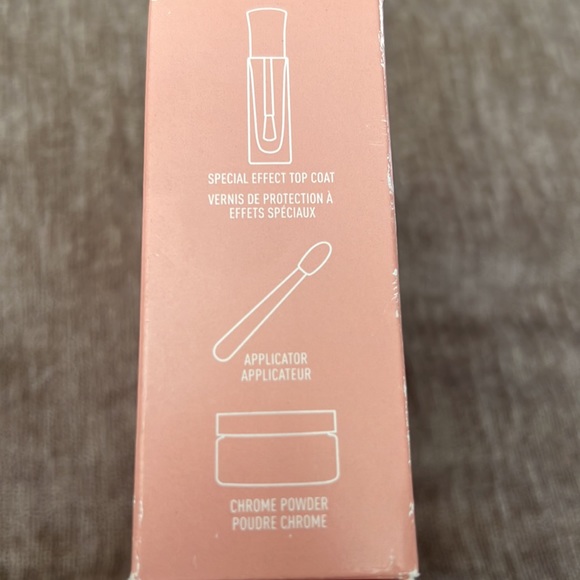 SPECIAL EFFECT TOP COAT
VERNIS DE PROTECTION À
EFFETS SPÉCIAUX
APPLICATOR
APPLICATEUR
CHROME POWDER
POUDRE CHROME